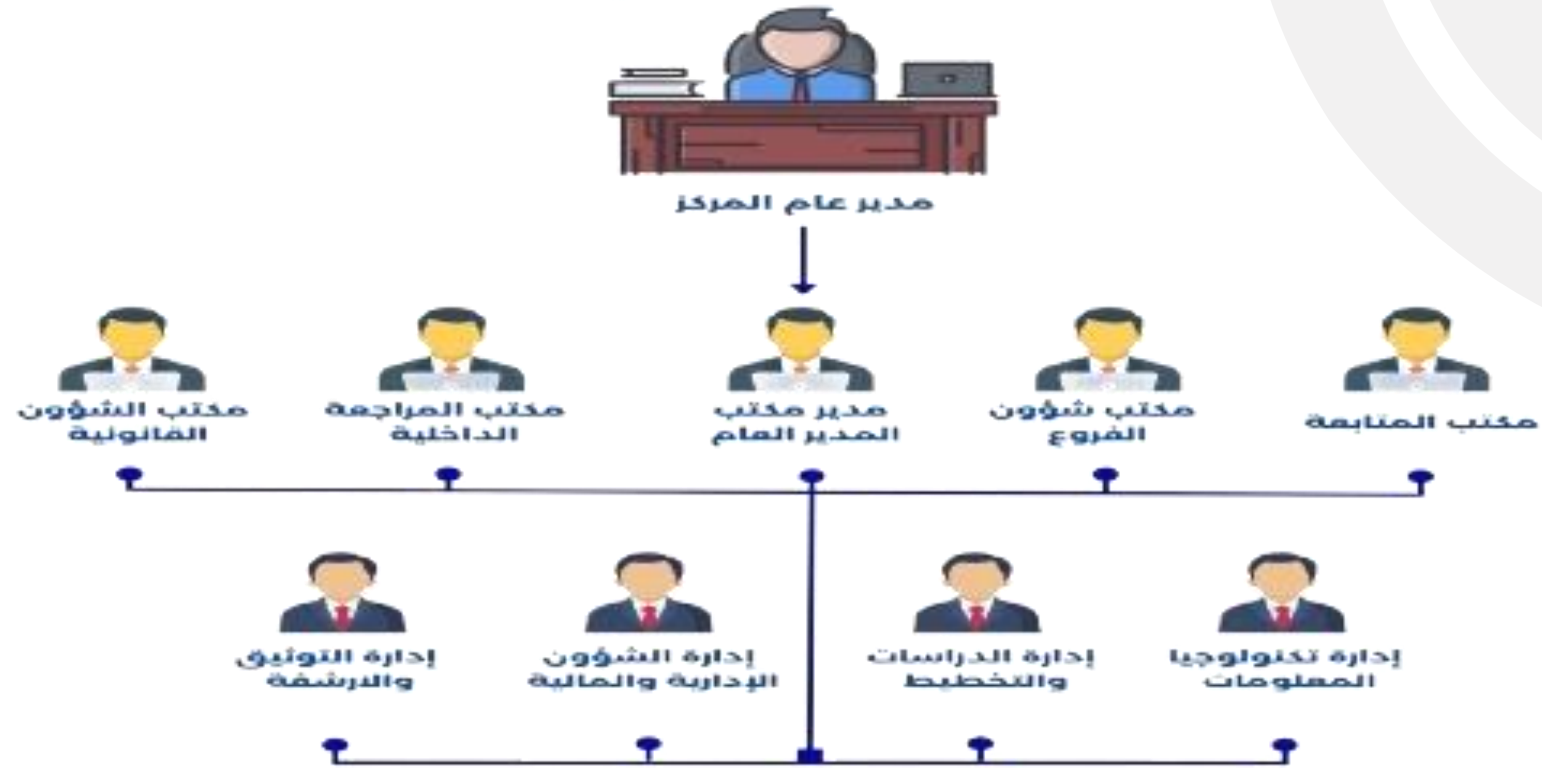 مدير عام المركز
مكتب المتابعة
مكتب شؤون
الفروع
مدير مكتب
المدير العام
مكتب المراجعة
الداخلية
مكتب الشؤون
القانونية
إدارة تكنولوجيا
المعلومات
إدارة الدراسات
والتخطيط
إدارة الشؤون
الإدارية والمالية
إدارة التوثيق
والارشفة